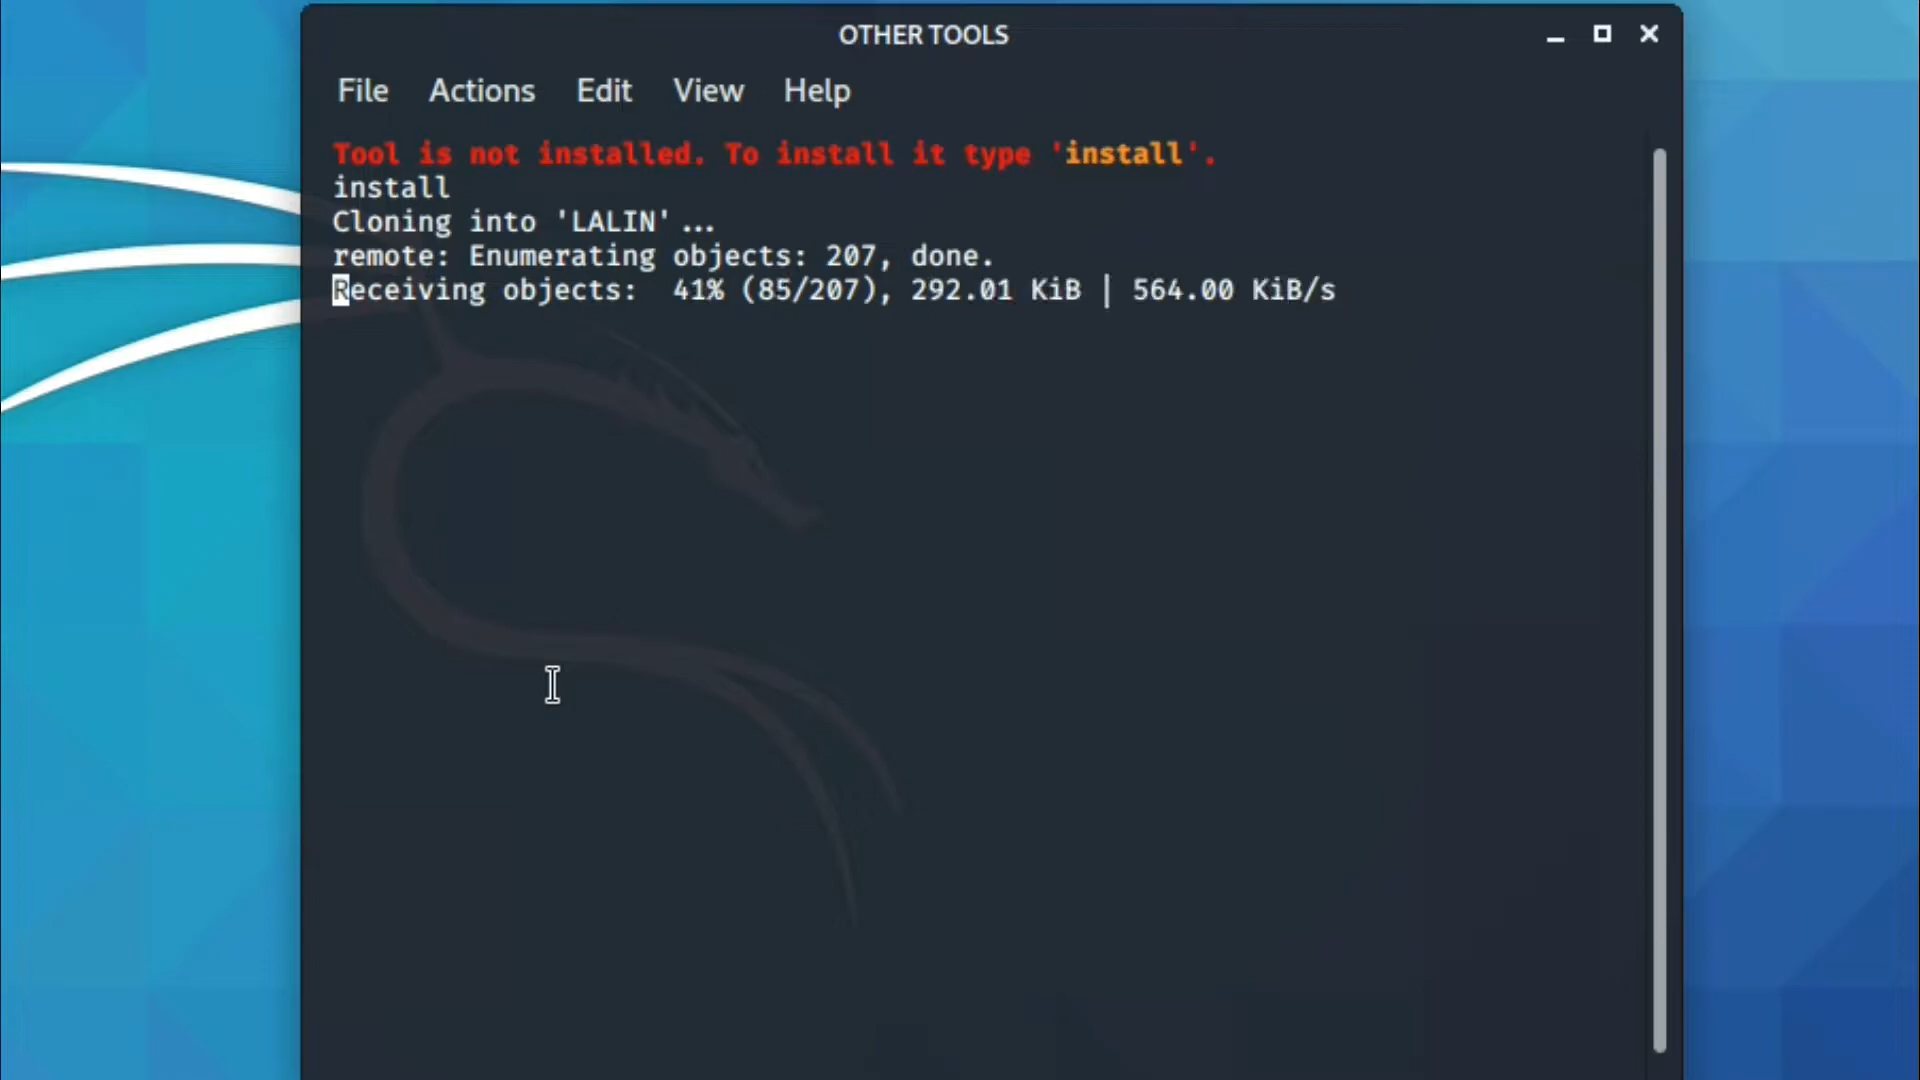 OTHER TOOLS
File Actions Edit View Help
Tool is not installed. To install it type 'install'.
install
Cloning into 'LALIN'...
remote: Enumerating objects: 207, done.
Receiving objects:  41% (85/207), 292.01 KiB | 564.00 KiB/s